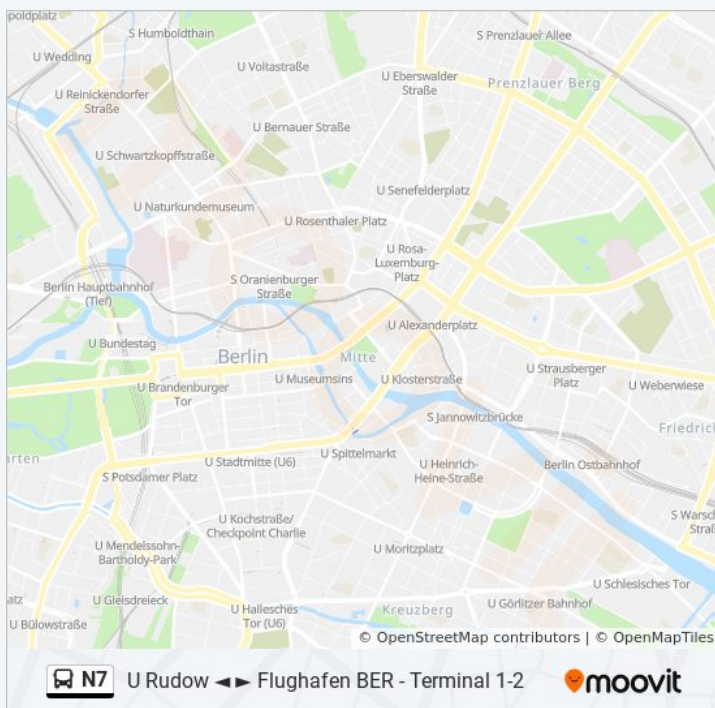 poldplatz
S Humboldthain
S Prenzlauer Allee
U Wedding
U Voltastraße
U Eberswalder
Straße
Prenzlauer Berg
U Reinickendorfer
Straße
U Bernauer Straße
U Schwartzkopffstraße
U Senefelderplatz
U Naturkundemuseum
U Rosenthaler Platz
U Rosa-
Luxemburg-
Platz
S Oranienburger
Straße
Berlin Hauptbahnhof
(Tief)
U Alexanderplatz
U Bundestag
Berlin
Mitte
U Strausberger
Platz
U Museumsins
U Klosterstraße
U Weberwiese
U Brandenburger
Tor
S Jannowitzbrücke
Friedrich
arten
U Spittelmarkt
U Stadtmitte (U6)
U Heinrich-
Heine-Straße
Berlin Ostbahnhof
S Potsdamer Platz
S Warsc
Straß
U Kochstraße/
Checkpoint Charlie
U Moritzplatz
U Mendelssohn-
Bartholdy-Park
U Schlesisches Tor
atz
U Gleisdreieck
U Görlitzer Bahnhof
U Hallesches
Tor (U6)
Kreuzberg
U Bülowstraße
© OpenStreetMap contributors | © OpenMapTiles
N7 U Rudow ◄ ► Flughafen BER - Terminal 1-2 moovit